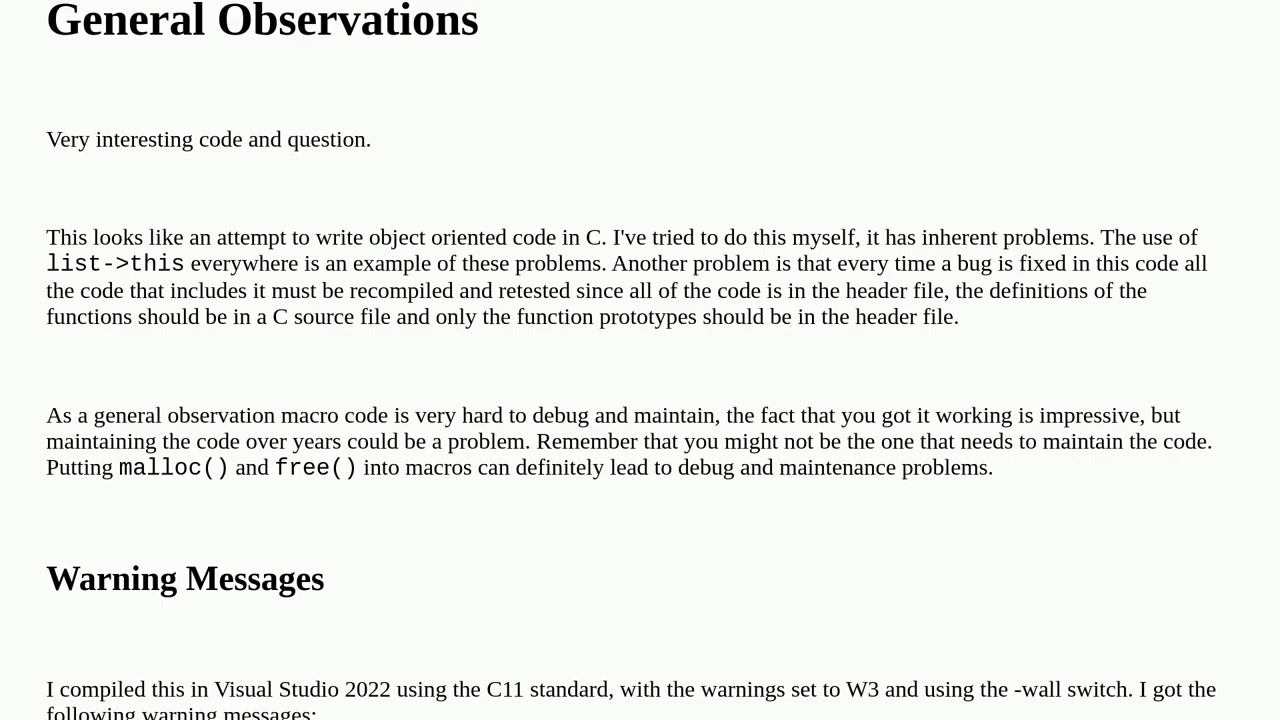 General Observations
Very interesting code and question.
This looks like an attempt to write object oriented code in C. I've tried to do this myself, it has inherent problems. The use of
list->this everywhere is an example of these problems. Another problem is that every time a bug is fixed in this code all
the code that includes it must be recompiled and retested since all of the code is in the header file, the definitions of the
functions should be in a C source file and only the function prototypes should be in the header file.
As a general observation macro code is very hard to debug and maintain, the fact that you got it working is impressive, but
maintaining the code over years could be a problem. Remember that you might not be the one that needs to maintain the code.
Putting malloc() and free() into macros can definitely lead to debug and maintenance problems.
Warning Messages
I compiled this in Visual Studio 2022 using the C11 standard, with the warnings set to W3 and using the -wall switch. I got the
following warning messages: